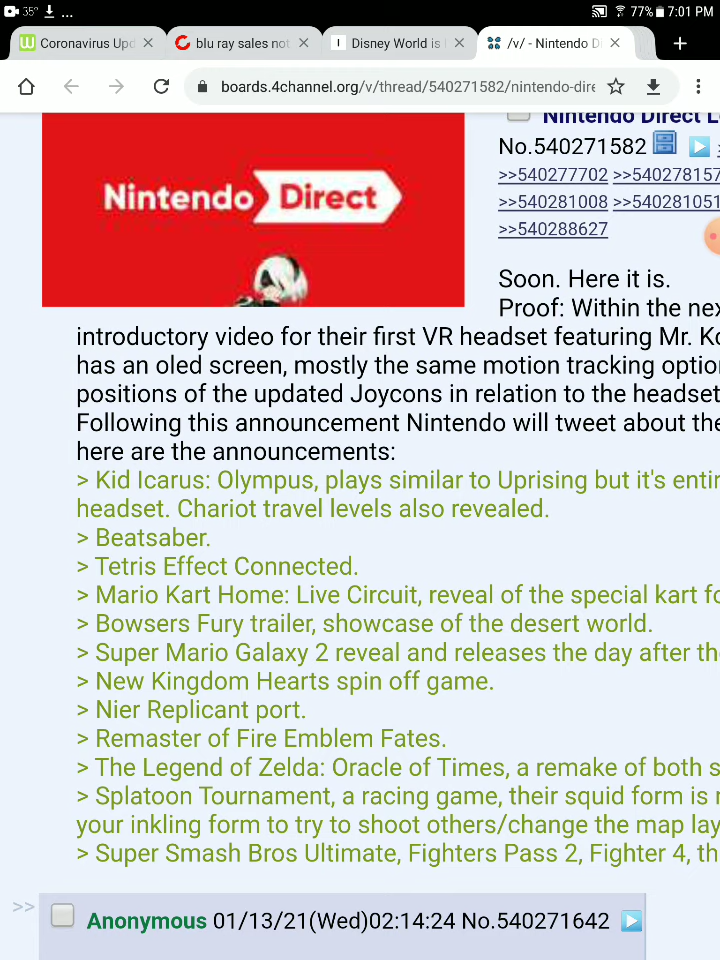 35° ... 77% 7:01 PM
Coronavirus Upd blu ray sales not Disney World is /v/ - Nintendo D
boards.4channel.org/v/thread/540271582/nintendo-dire
Nintendo Direct L
No.540271582
>>540277702 >>540278157
>>540281008 >>540281051
>>540288627
Nintendo Direct
Soon. Here it is.
Proof: Within the nex
introductory video for their first VR headset featuring Mr. Ko
has an oled screen, mostly the same motion tracking optio
positions of the updated Joycons in relation to the headset
Following this announcement Nintendo will tweet about the
here are the announcements:
> Kid Icarus: Olympus, plays similar to Uprising but it's entir
headset. Chariot travel levels also revealed.
> Beatsaber.
> Tetris Effect Connected.
> Mario Kart Home: Live Circuit, reveal of the special kart fo
> Bowsers Fury trailer, showcase of the desert world.
> Super Mario Galaxy 2 reveal and releases the day after the
> New Kingdom Hearts spin off game.
> Nier Replicant port.
> Remaster of Fire Emblem Fates.
> The Legend of Zelda: Oracle of Times, a remake of both s
> Splatoon Tournament, a racing game, their squid form is
your inkling form to try to shoot others/change the map lay
> Super Smash Bros Ultimate, Fighters Pass 2, Fighter 4, th
>>
Anonymous 01/13/21(Wed)02:14:24 No.540271642